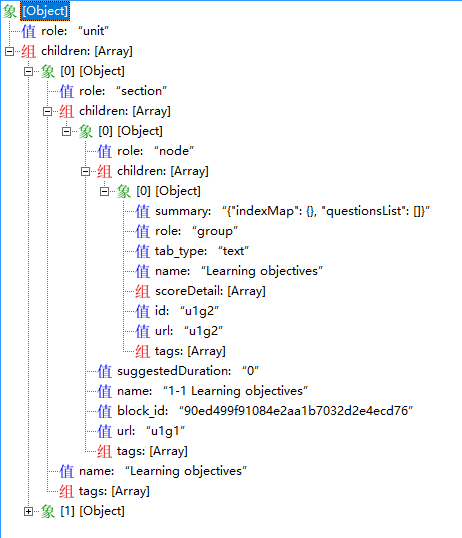 象 [Object]
值 role: “unit”
组 children: [Array]
象 [0] [Object]
值 role: “section”
组 children: [Array]
象 [0] [Object]
值 role: “node”
组 children: [Array]
象 [0] [Object]
值 summary: “{"indexMap": {}, "questionsList": []}”
值 role: “group”
值 tab_type: “text”
值 name: “Learning objectives”
组 scoreDetail: [Array]
值 id: “u1g2”
值 url: “u1g2”
组 tags: [Array]
值 suggestedDuration: “0”
值 name: “1-1 Learning objectives”
值 block_id: “90ed499f91084e2aa1b7032d2e4ecd76”
值 url: “u1g1”
组 tags: [Array]
值 name: “Learning objectives”
组 tags: [Array]
象 [1] [Object]